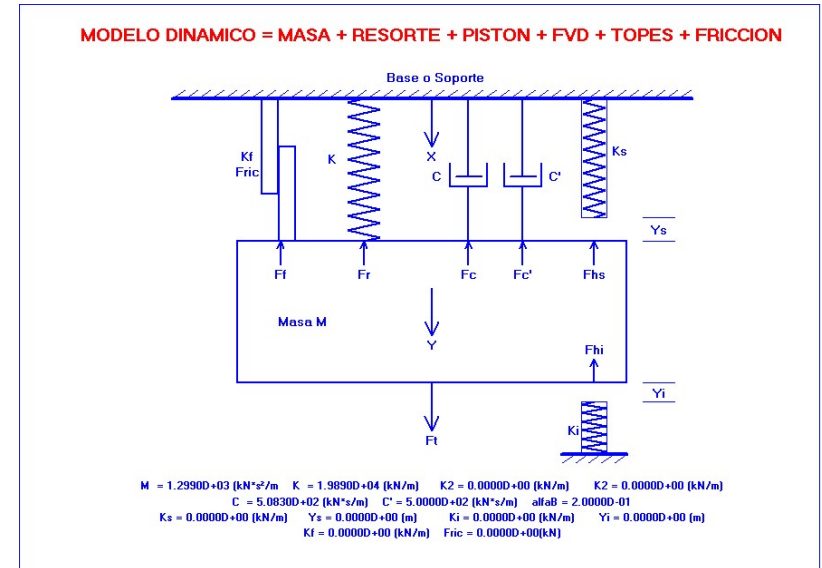 MODELO DINAMICO = MASA + RESORTE + PISTON + FVD + TOPES + FRICCION
Base o Soporte
Kf
Fric
K
X
C
C'
Ks
Ys
Ff
Fr
Fc
Fc'
Fhs
Masa M
Y
Fhi
Yi
Ft
Ki
M = 1.2990D+03 (kN*s²/m K = 1.9890D+04 (kN/m) K2 = 0.0000D+00 (kN/m) K2 = 0.0000D+00 (kN/m)
C = 5.0830D+02 (kN*s/m) C' = 5.0000D+02 (kN*s/m) alfaB = 2.0000D-01
Ks = 0.0000D+00 (kN/m) Ys = 0.0000D+00 (m) Ki = 0.0000D+00 (kN/m) Yi = 0.0000D+00 (m)
Kf = 0.0000D+00 (kN/m) Fric = 0.0000D+00(kN)